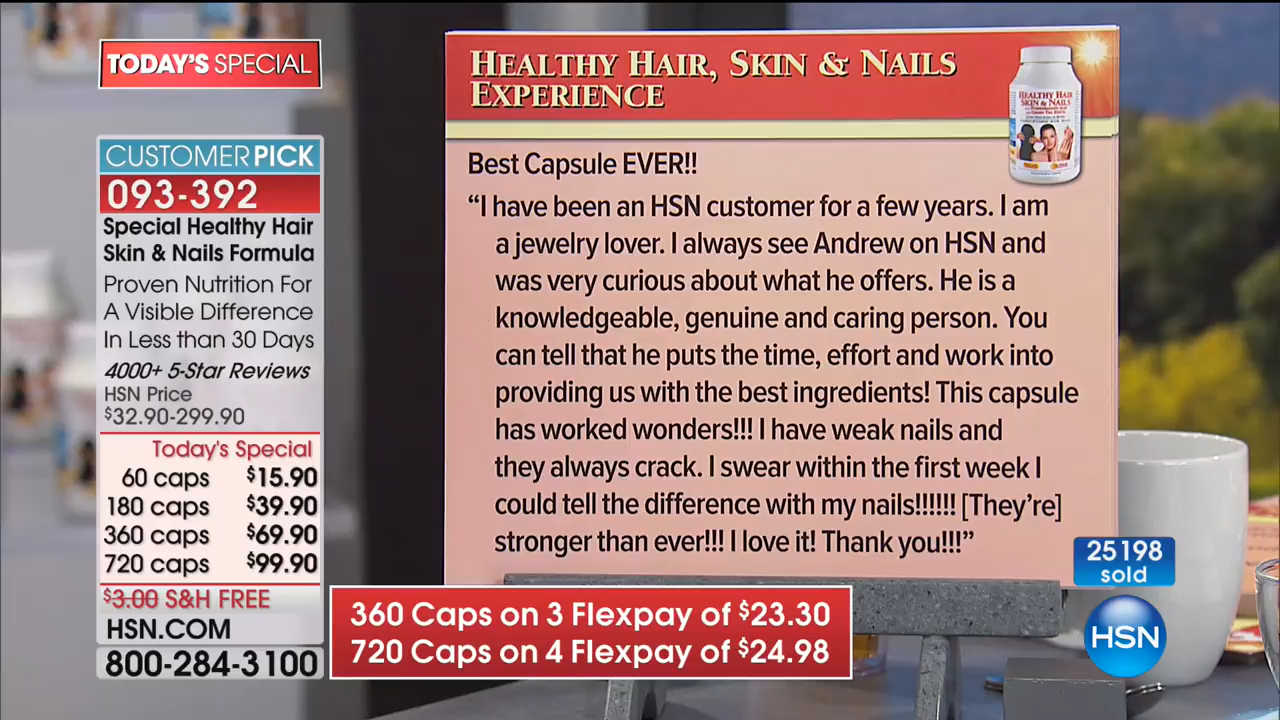 TODAY'S SPECIAL
CUSTOMER PICK
093-392
Special Healthy Hair
Skin & Nails Formula
Proven Nutrition For
A Visible Difference
In Less than 30 Days
4000+ 5-Star Reviews
HSN Price
$32.90-299.90
Today's Special
60 caps $15.90
180 caps $39.90
360 caps $69.90
720 caps $99.90
$3.00 S&H FREE
HSN.COM
800-284-3100
HEALTHY HAIR, SKIN & NAILS
EXPERIENCE
HEALTHY HAIR
SKIN & NAILS
Best Capsule EVER!!
“I have been an HSN customer for a few years. I am
a jewelry lover. I always see Andrew on HSN and
was very curious about what he offers. He is a
knowledgeable, genuine and caring person. You
can tell that he puts the time, effort and work into
providing us with the best ingredients! This capsule
has worked wonders!!! I have weak nails and
they always crack. I swear within the first week I
could tell the difference with my nails!!!!!! [They’re]
stronger than ever!!! I love it! Thank you!!!”
360 Caps on 3 Flexpay of $23.30
720 Caps on 4 Flexpay of $24.98
25198
sold
HSN